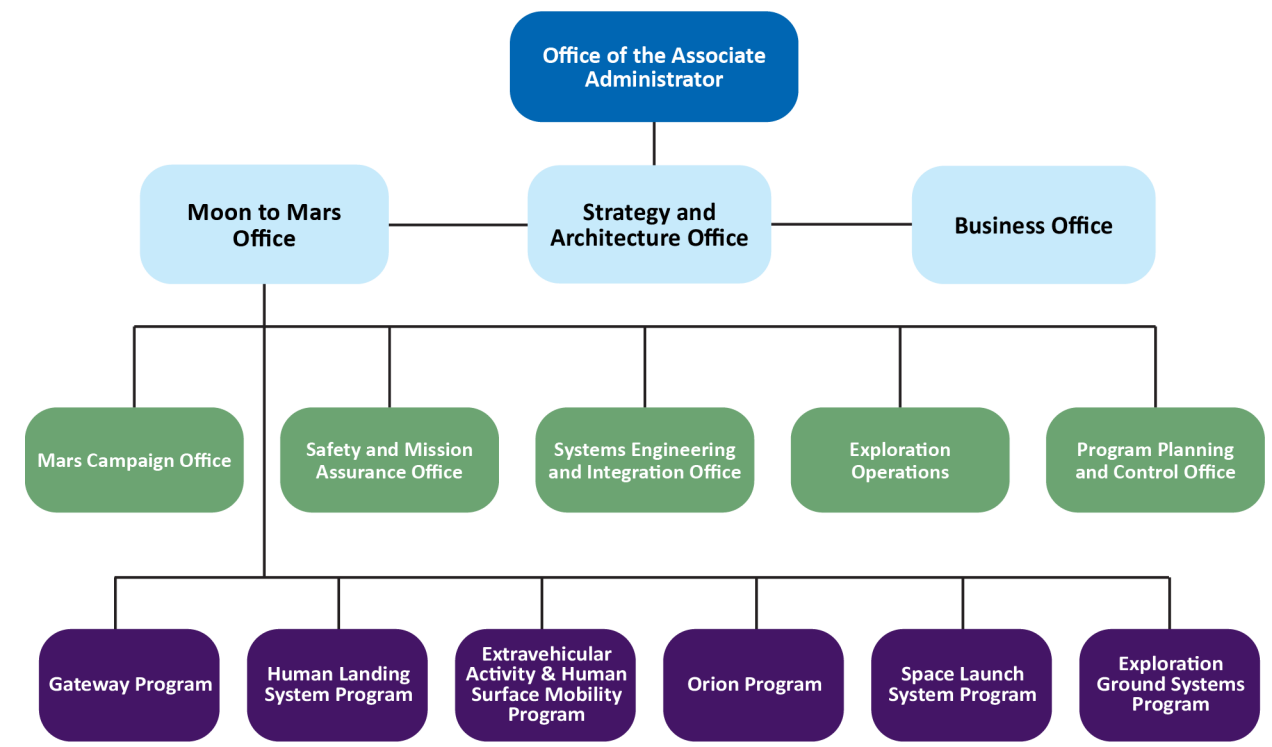 Office of the Associate
Administrator
Moon to Mars
Office
Strategy and
Architecture Office
Business Office
Mars Campaign Office
Safety and Mission
Assurance Office
Systems Engineering
and Integration Office
Exploration
Operations
Program Planning
and Control Office
Gateway Program
Human Landing
System Program
Extravehicular
Activity & Human
Surface Mobility
Program
Orion Program
Space Launch
System Program
Exploration
Ground Systems
Program